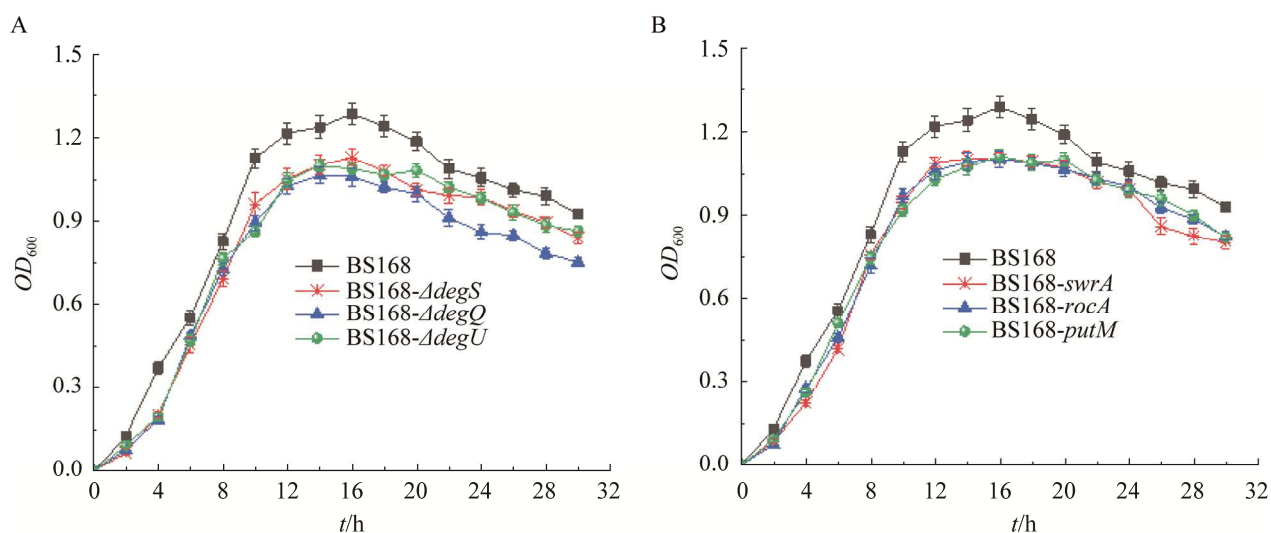 A
1.5
1.2
0.9
0.6
0.3
0.0
OD600
BS168
BS168-ΔdegS
BS168-ΔdegQ
BS168-ΔdegU
0 4 8 12 16 20 24 28 32
t/h
B
1.5
1.2
0.9
0.6
0.3
0.0
OD600
BS168
BS168-swrA
BS168-rocA
BS168-putM
0 4 8 12 16 20 24 28 32
t/h